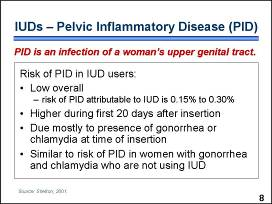 IUDs – Pelvic Inflammatory Disease (PID)
PID is an infection of a woman's upper genital tract.
Risk of PID in IUD users:
• Low overall
– risk of PID attributable to IUD is 0.15% to 0.30%
• Higher during first 20 days after insertion
• Due mostly to presence of gonorrhea or
chlamydia at time of insertion
• Similar to risk of PID in women with gonorrhea
and chlamydia who are not using IUD
Source: Shelton, 2001.
8